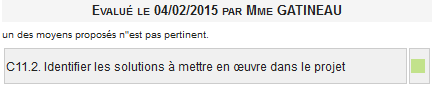 Evalué le 04/02/2015 par Mme GATINEAU
un des moyens proposés n"est pas pertinent.
C11.2. Identifier les solutions à mettre en œuvre dans le projet